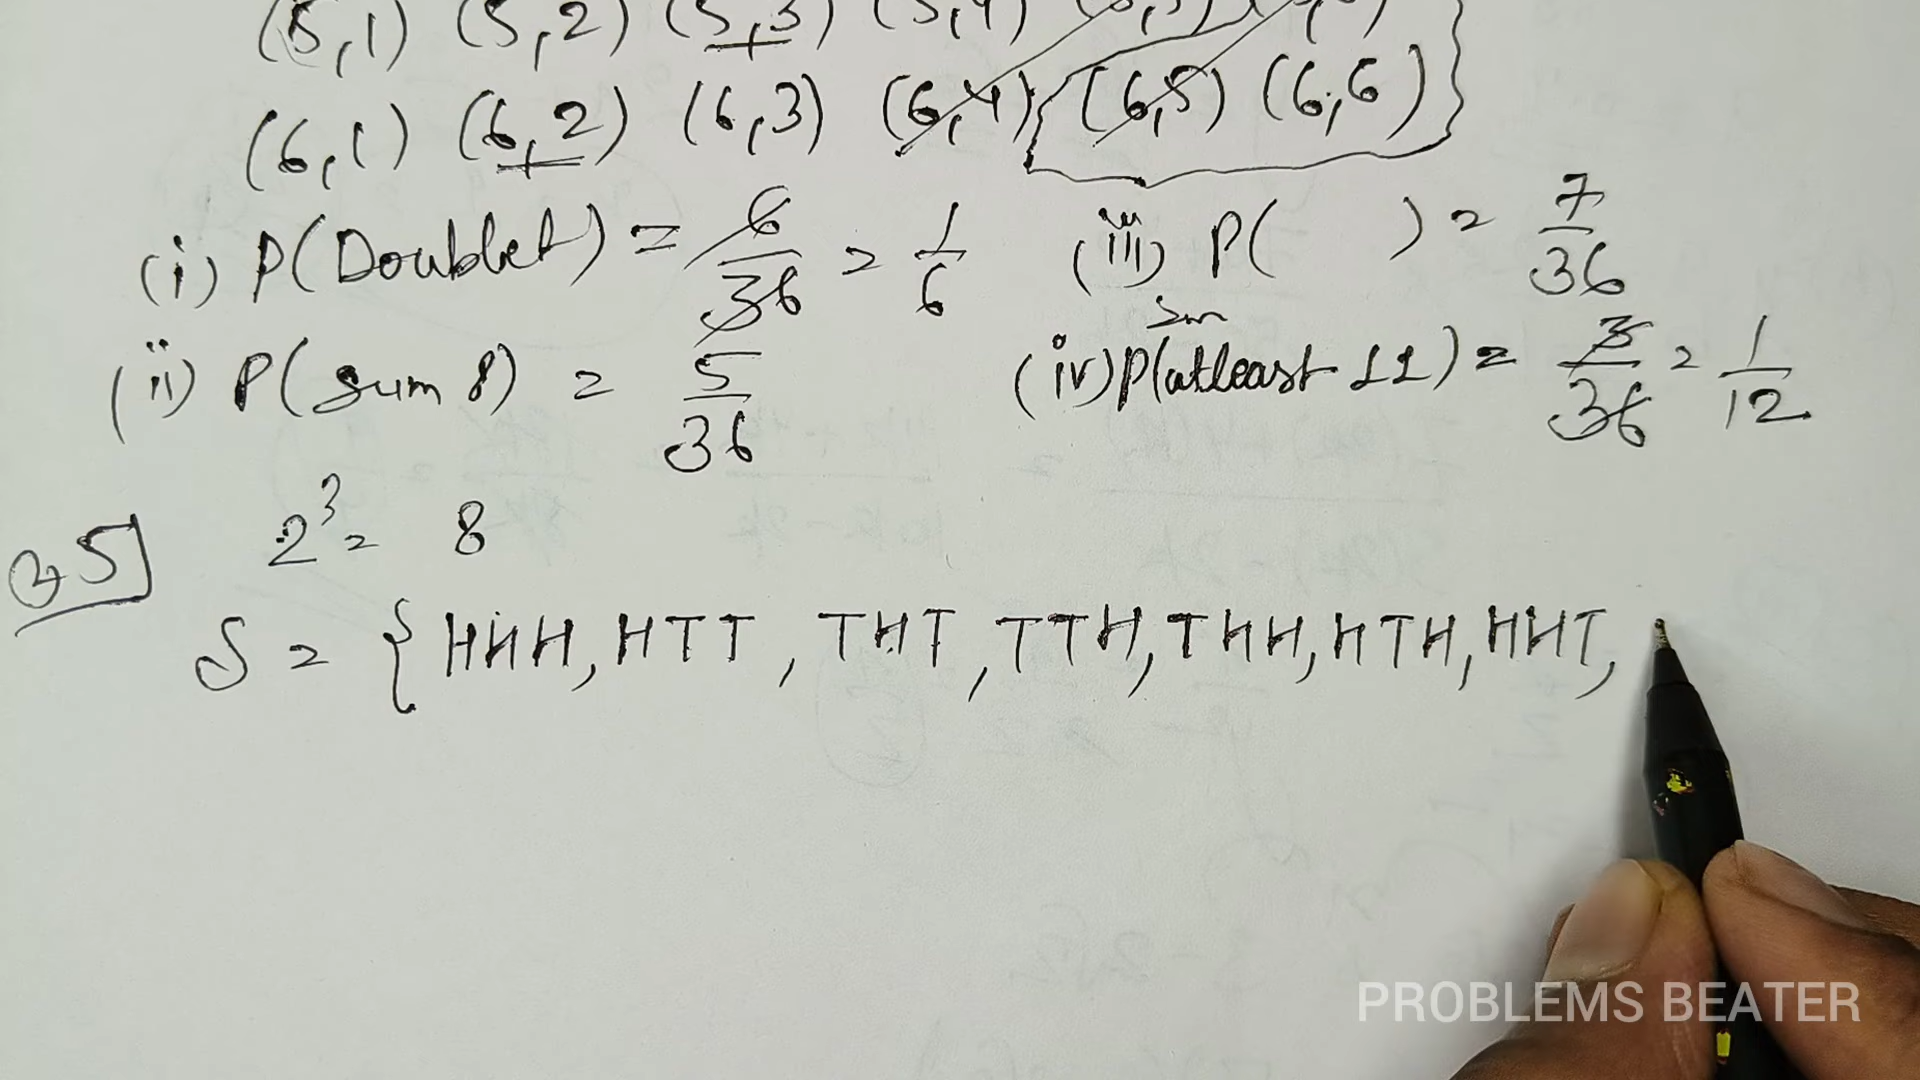 (5,1) (5,2) (5,3) (5,4)
(6,1) (6,2) (6,3) (6,4) (6,5) (6,6)
(i) P(Doublet) = 6/36 = 1/6
(ii) P(sum 8) = 5/36
(iii) P( ) = 7/36
sum
(iv) P(atleast 11) = 3/36 = 1/12
Q5] 2³ = 8
S = { HHH, HTT, THT, TTH, THH, HTH, HHT,
PROBLEMS BEATER